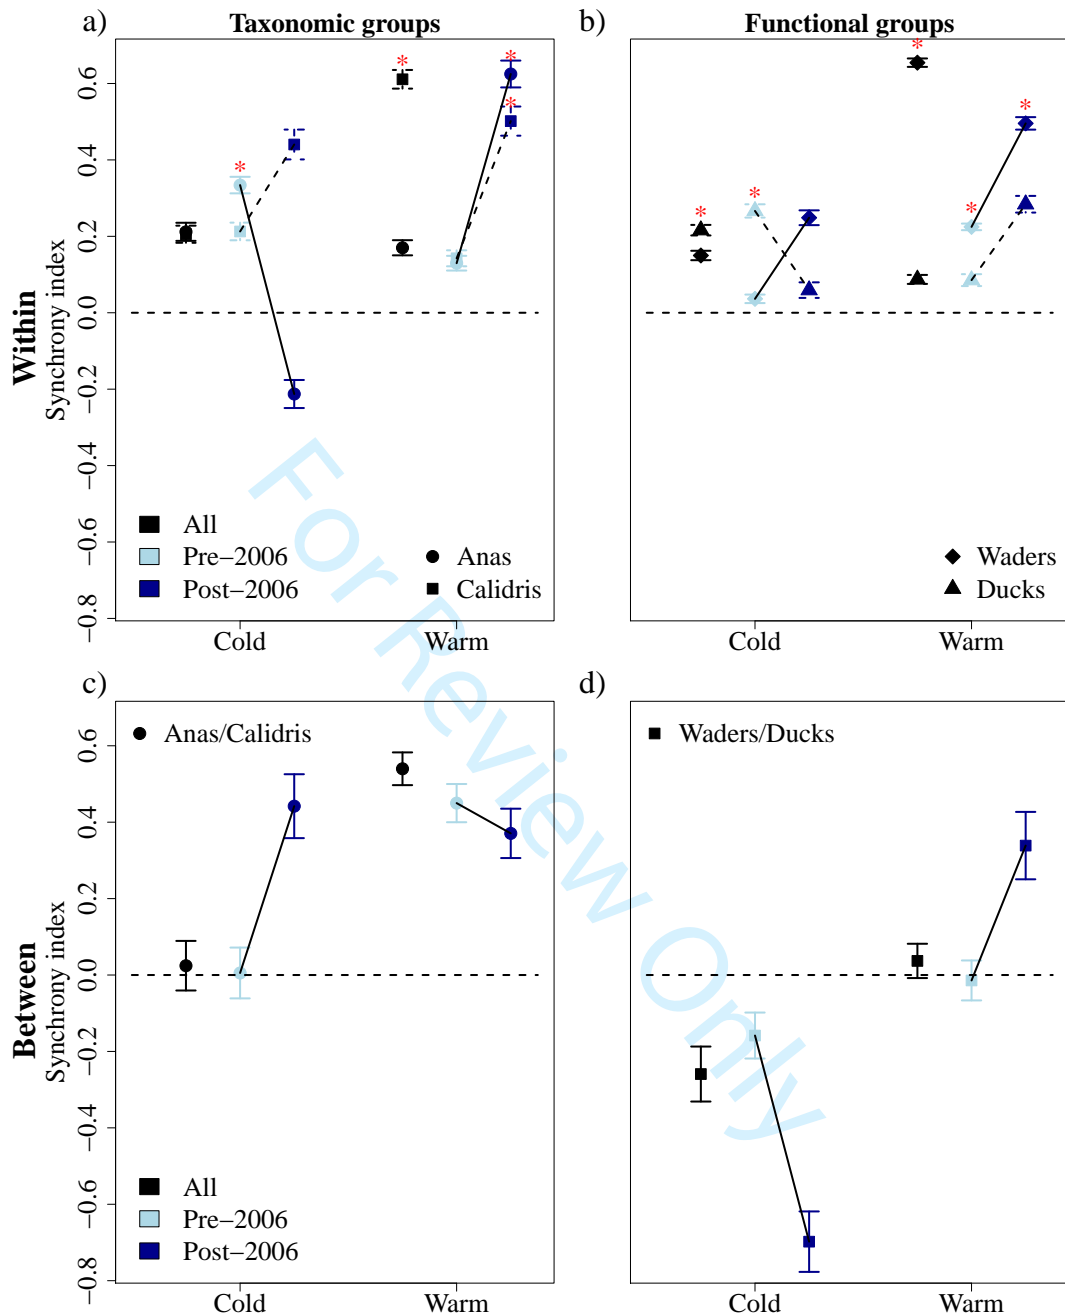 a) Taxonomic groups
b) Functional groups
Within
Synchrony index
0.6
0.4
0.2
0.0
−0.2
−0.4
−0.6
−0.8
* * * * *
* * * * *
All
Pre−2006
Post−2006
Anas
Calidris
Waders
Ducks
Cold Warm
Cold Warm
c)
d)
Between
Synchrony index
0.6
0.4
0.2
0.0
−0.2
−0.4
−0.6
−0.8
Anas/Calidris
Waders/Ducks
All
Pre−2006
Post−2006
Cold Warm
Cold Warm
For Review Only